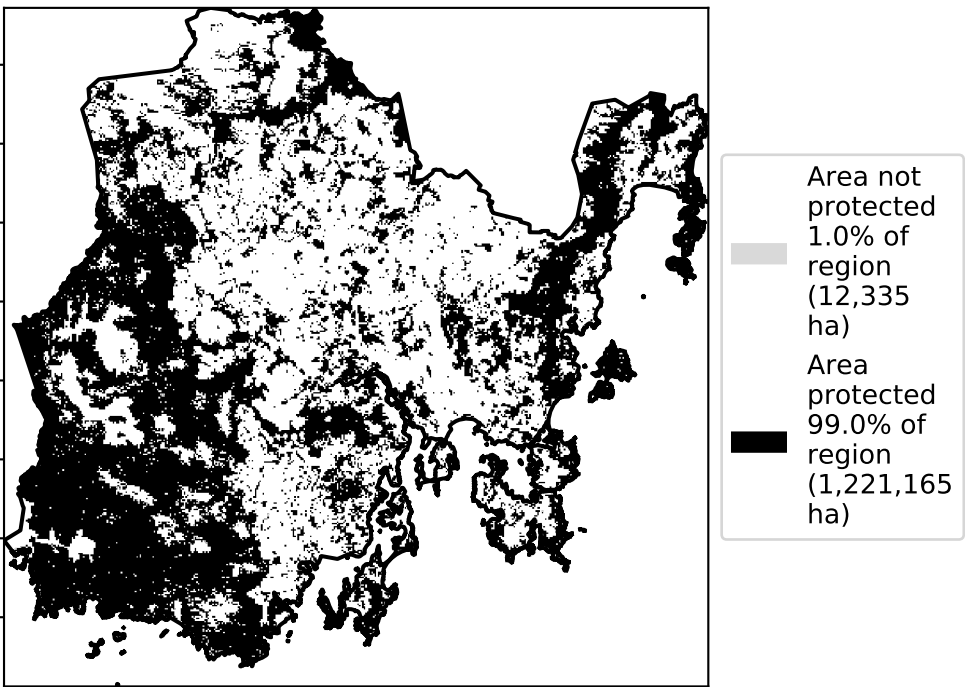 Area not
protected
1.0% of
region
(12,335
ha)
Area
protected
99.0% of
region
(1,221,165
ha)